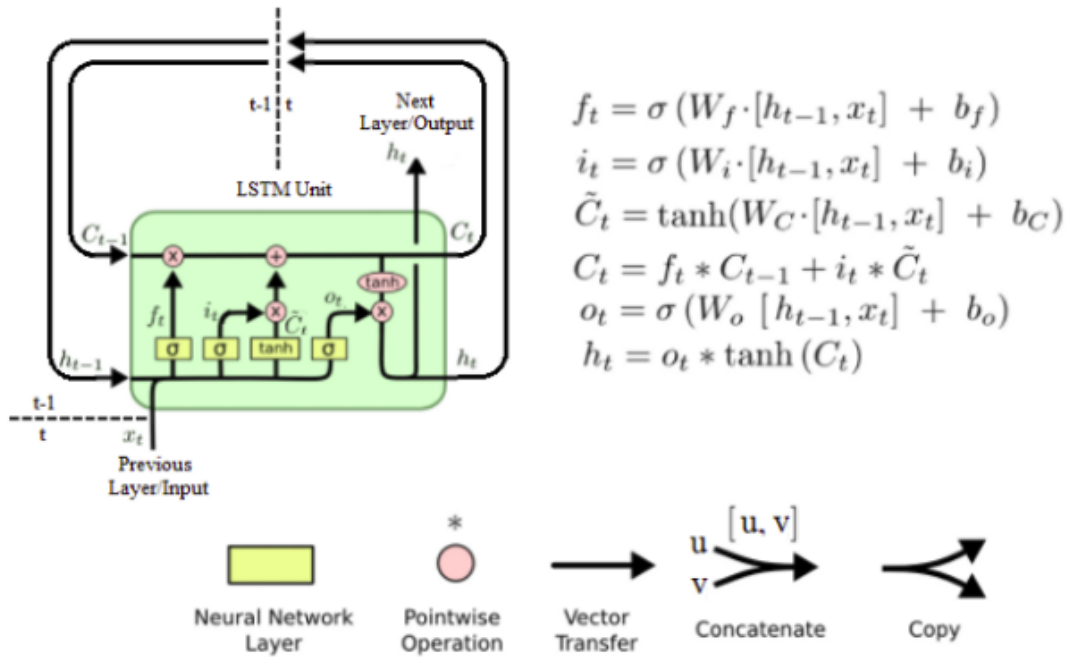 t-1 t
Next
Layer/Output
h_t
LSTM Unit
C_{t-1}
C_t
x
+
tanh
f_t
i_t
x
C̃_t
o_t
x
σ
σ
tanh
σ
h_{t-1}
h_t
t-1
t
x_t
Previous
Layer/Input
f_t = σ (W_f·[h_{t-1}, x_t] + b_f)
i_t = σ (W_i·[h_{t-1}, x_t] + b_i)
C̃_t = tanh(W_C·[h_{t-1}, x_t] + b_C)
C_t = f_t * C_{t-1} + i_t * C̃_t
o_t = σ (W_o [h_{t-1}, x_t] + b_o)
h_t = o_t * tanh (C_t)
*
[u, v]
u
v
Neural Network
Layer
Pointwise
Operation
Vector
Transfer
Concatenate
Copy